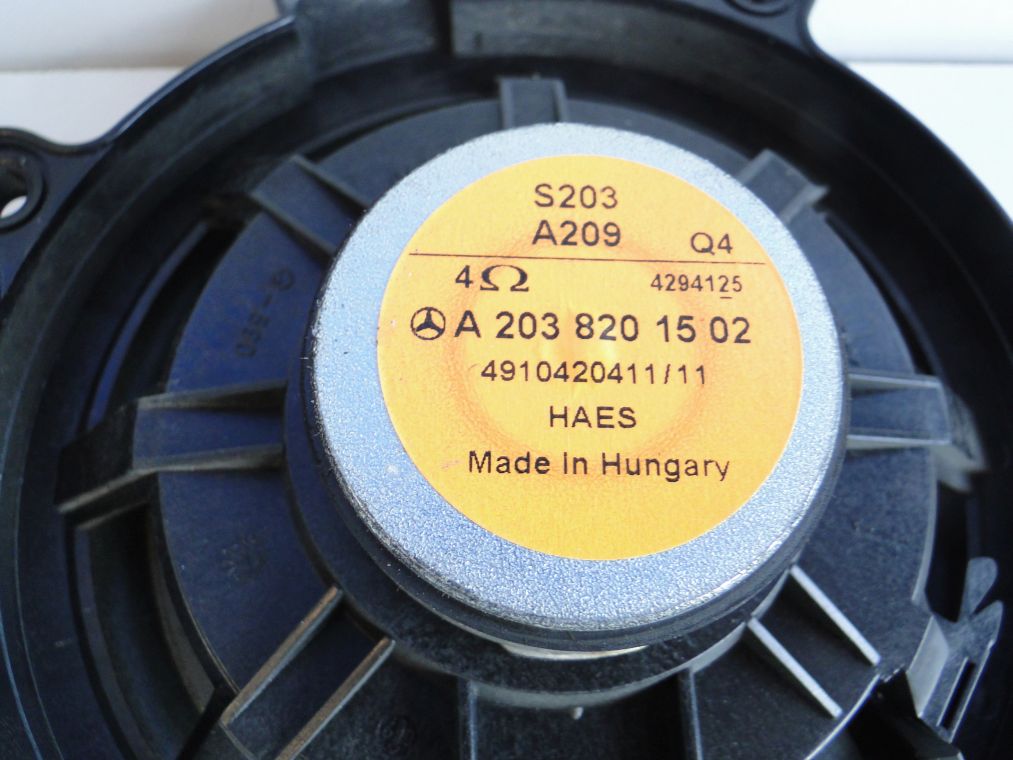 S203
A209 Q4
4Ω 4294125
A 203 820 15 02
4910420411/11
HAES
Made In Hungary